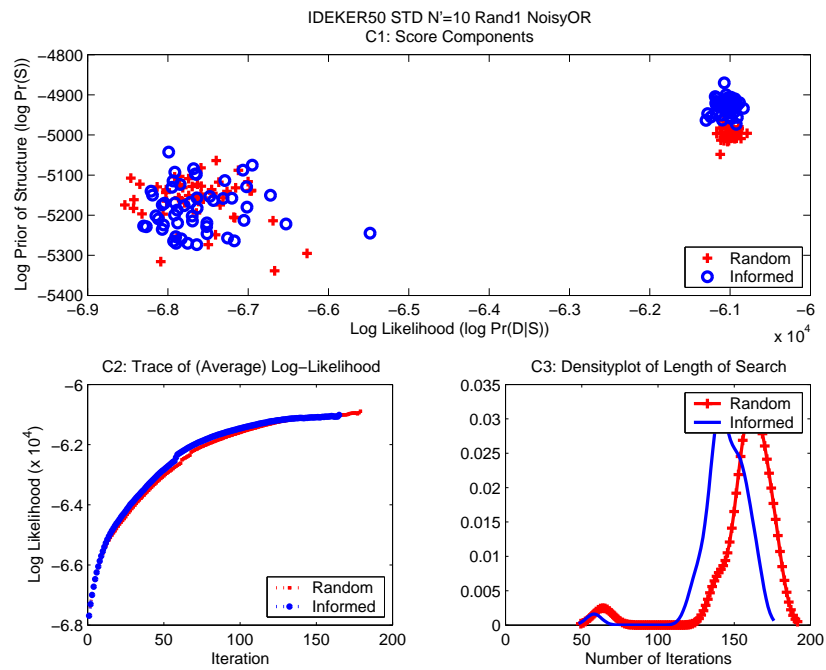 IDEKER50 STD N'=10 Rand1 NoisyOR
C1: Score Components
−4800
−4900
−5000
−5100
−5200
−5300
−5400
Log Prior of Structure (log Pr(S))
Random
Informed
−6.9 −6.8 −6.7 −6.6 −6.5 −6.4 −6.3 −6.2 −6.1 −6
Log Likelihood (log Pr(D|S))
x 10^4
C2: Trace of (Average) Log−Likelihood
−6
−6.2
−6.4
−6.6
−6.8
Log Likelihood (x 10^4)
Random
Informed
0 50 100 150 200
Iteration
C3: Densityplot of Length of Search
0.035
0.03
0.025
0.02
0.015
0.01
0.005
0
Random
Informed
0 50 100 150 200
Number of Iterations